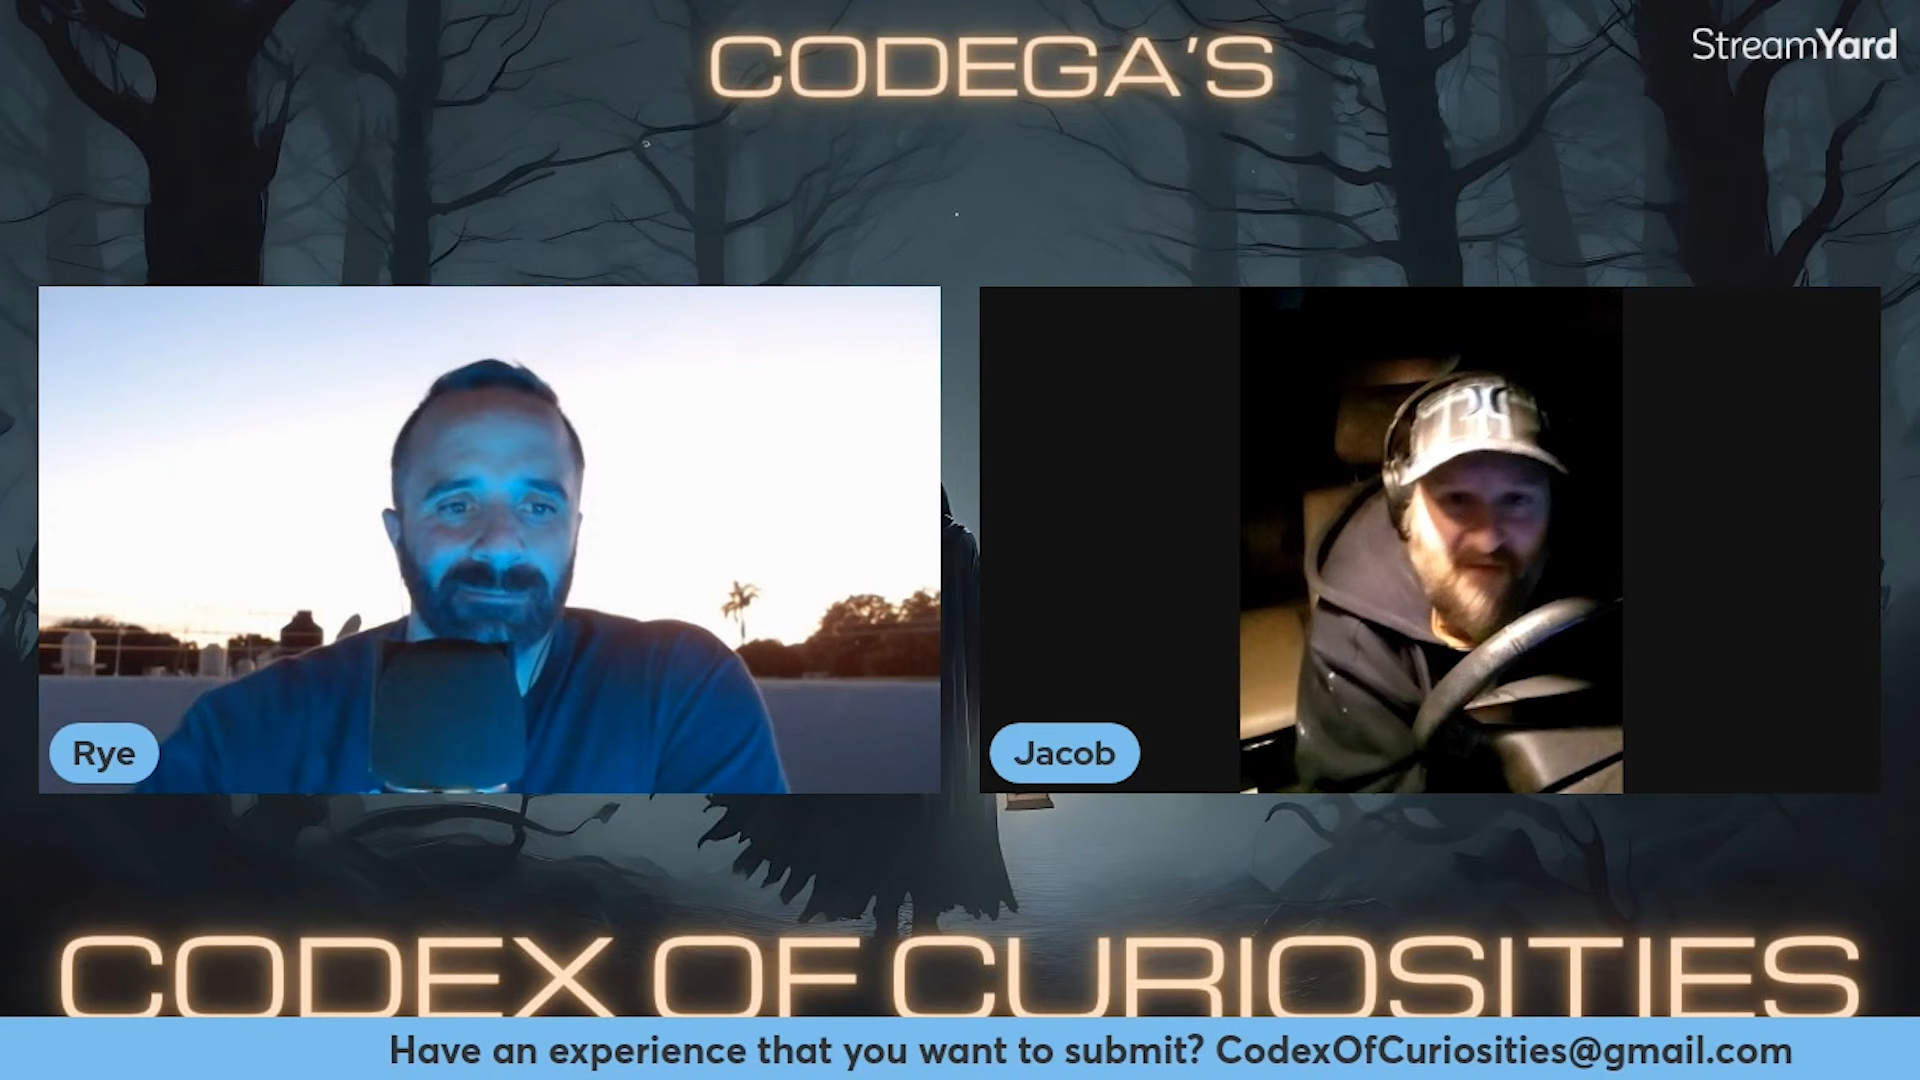 CODEGA'S
StreamYard
Rye
Jacob
CODEX OF CURIOSITIES
Have an experience that you want to submit? CodexOfCuriosities@gmail.com